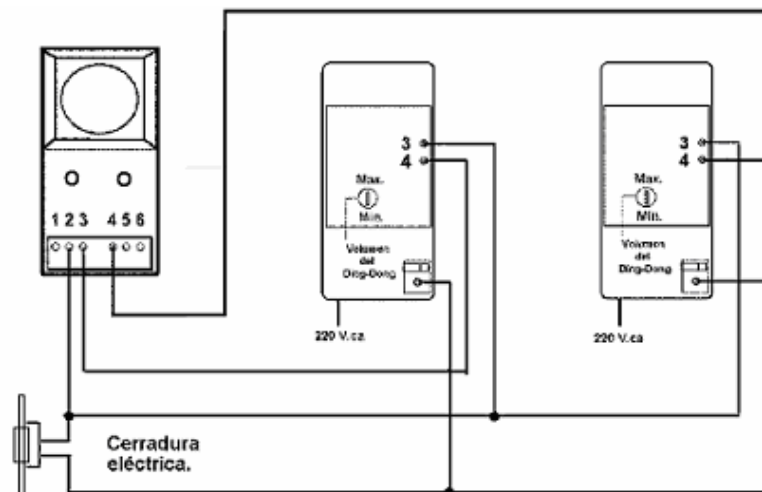 1 2 3 4 5 6
3
4
Max.
Min.
Volumen
del
Ding-Dong
220 V.ca
3
4
Max.
Min.
Volumen
del
Ding-Dong
220 V.ca
Cerradura
eléctrica.